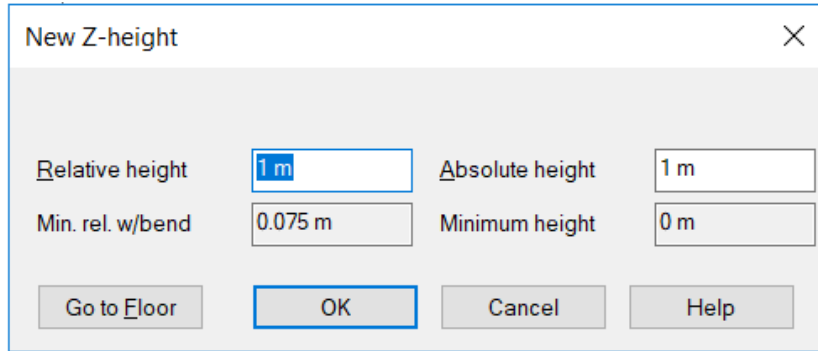 New Z-height
Relative height 1 m Absolute height 1 m
Min. rel. w/bend 0.075 m Minimum height 0 m
Go to Floor OK Cancel Help